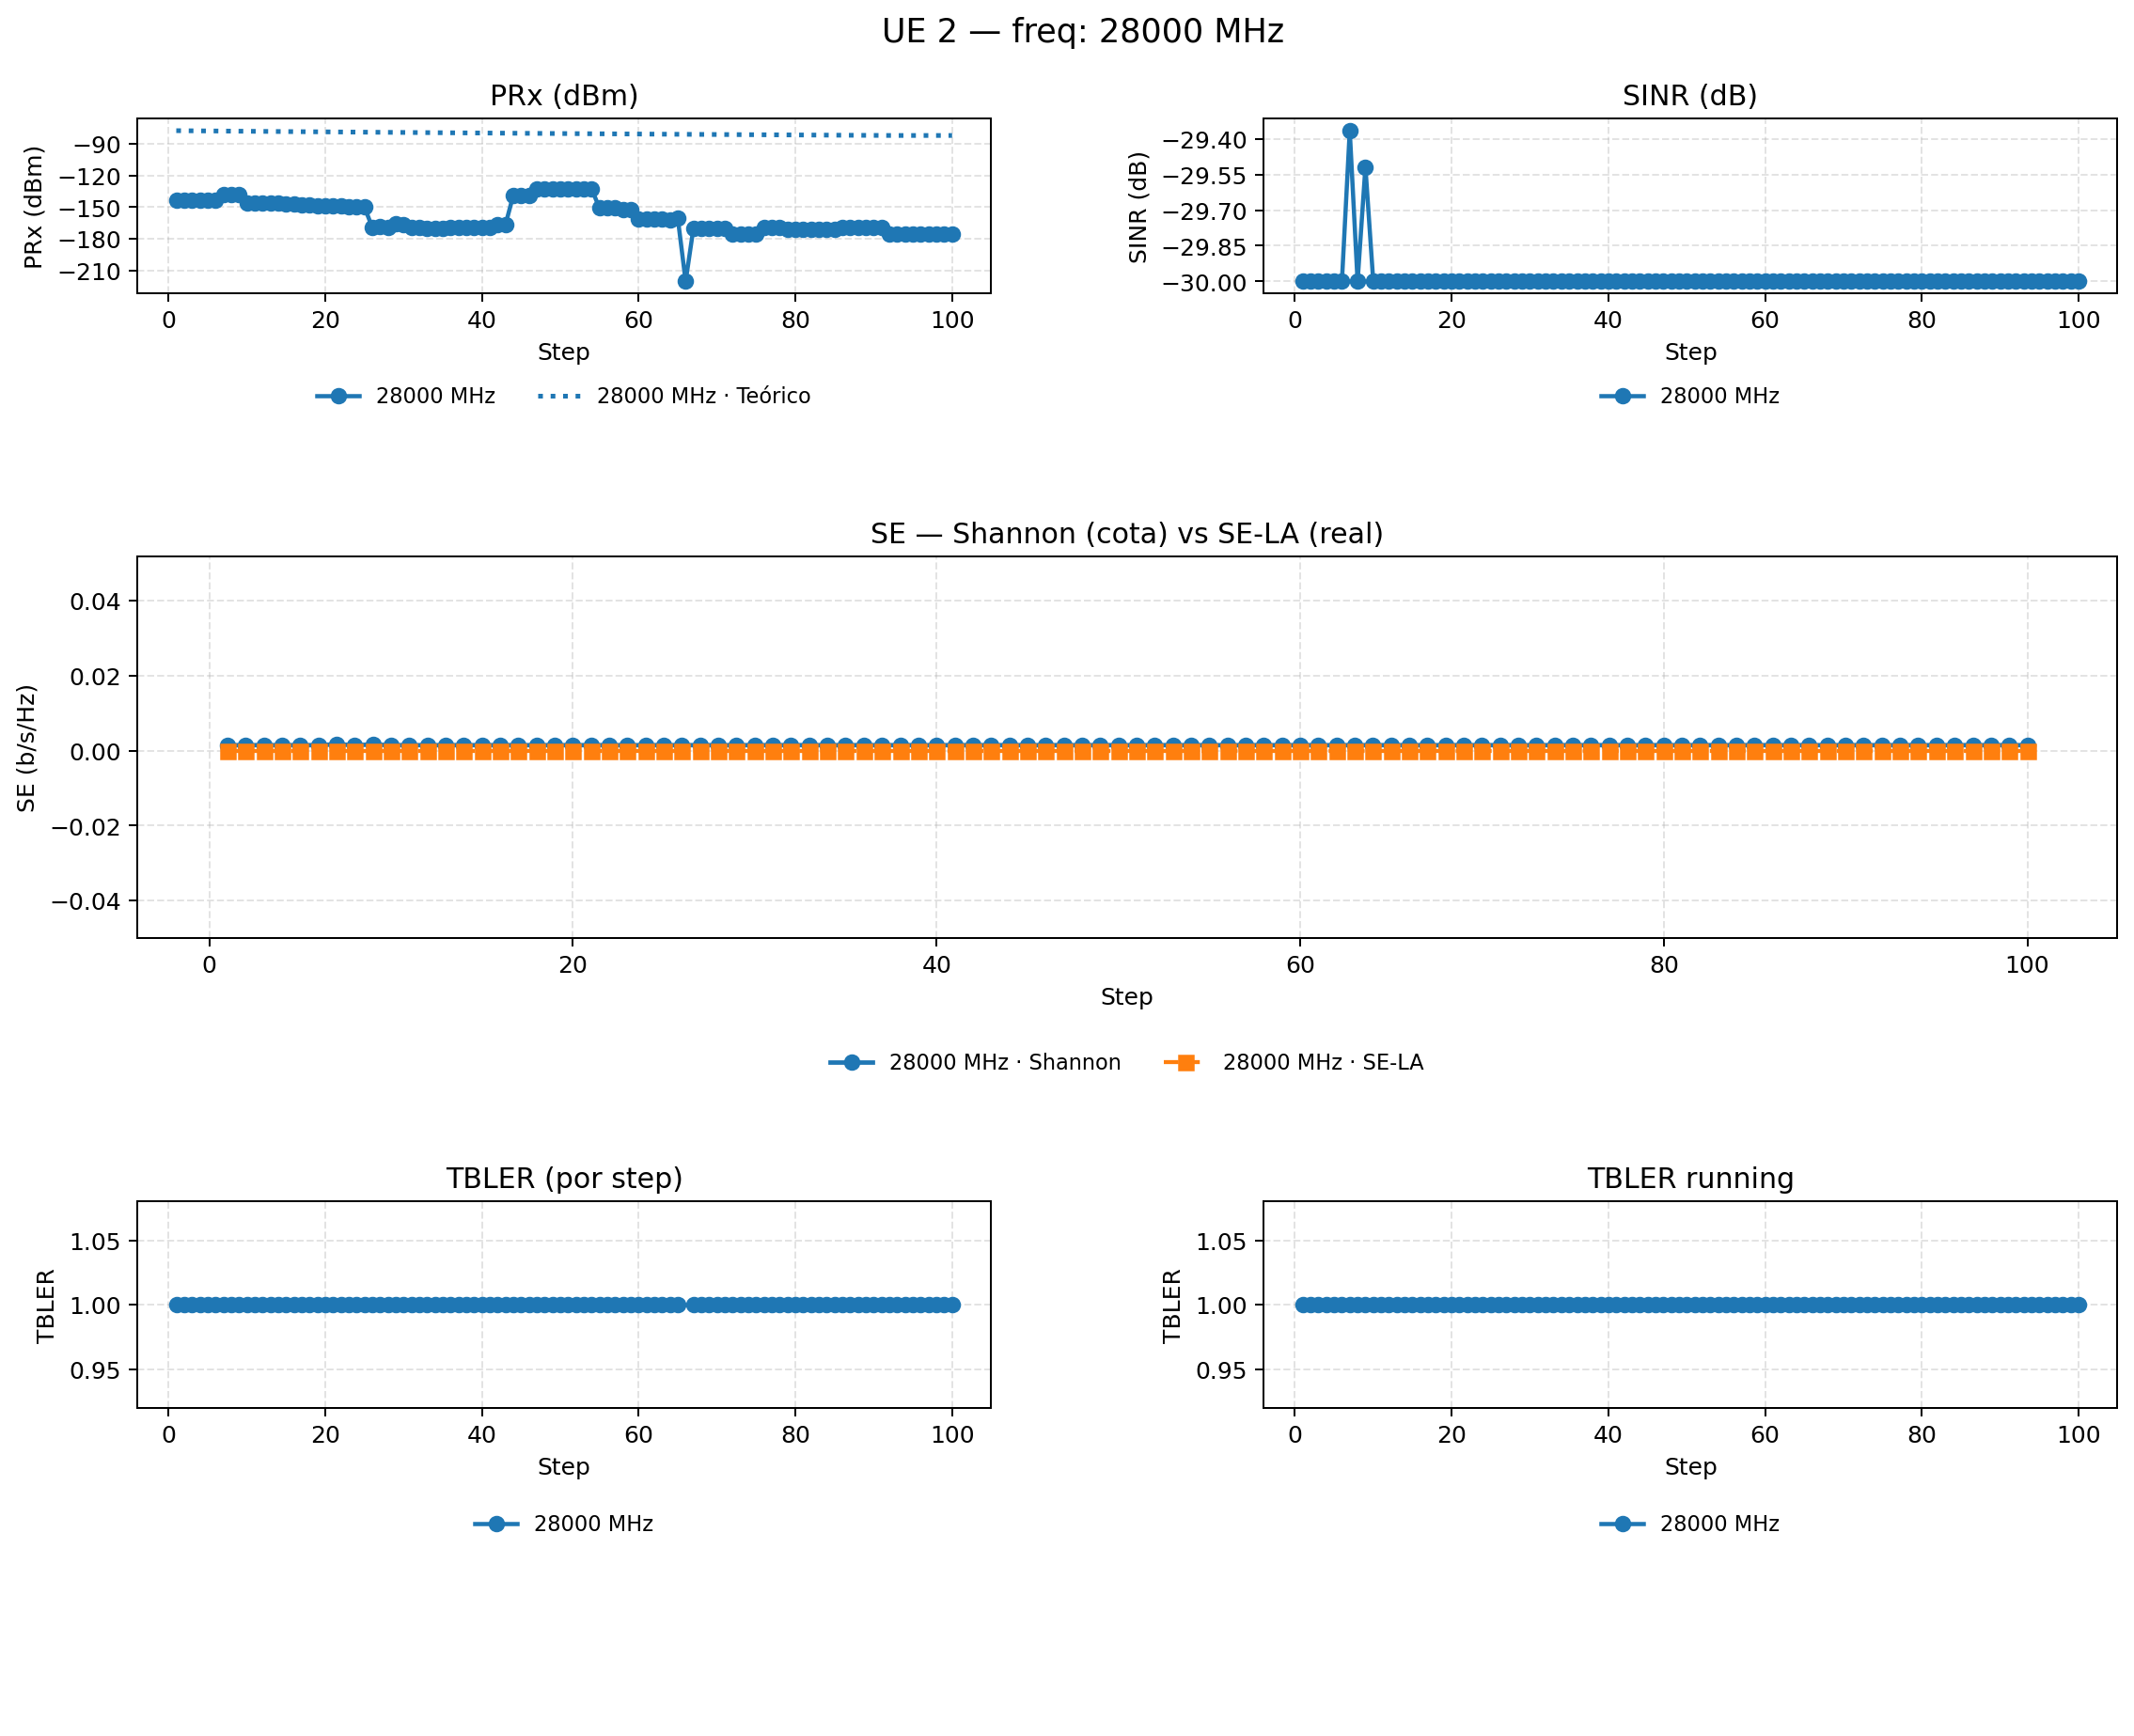 UE 2 — freq: 28000 MHz
PRx (dBm)
PRx (dBm)
−90
−120
−150
−180
−210
0 20 40 60 80 100
Step
28000 MHz 28000 MHz · Teórico
SINR (dB)
SINR (dB)
−29.40
−29.55
−29.70
−29.85
−30.00
0 20 40 60 80 100
Step
28000 MHz
SE — Shannon (cota) vs SE-LA (real)
SE (b/s/Hz)
0.04
0.02
0.00
−0.02
−0.04
0 20 40 60 80 100
Step
28000 MHz · Shannon 28000 MHz · SE-LA
TBLER (por step)
TBLER
1.05
1.00
0.95
0 20 40 60 80 100
Step
28000 MHz
TBLER running
TBLER
1.05
1.00
0.95
0 20 40 60 80 100
Step
28000 MHz